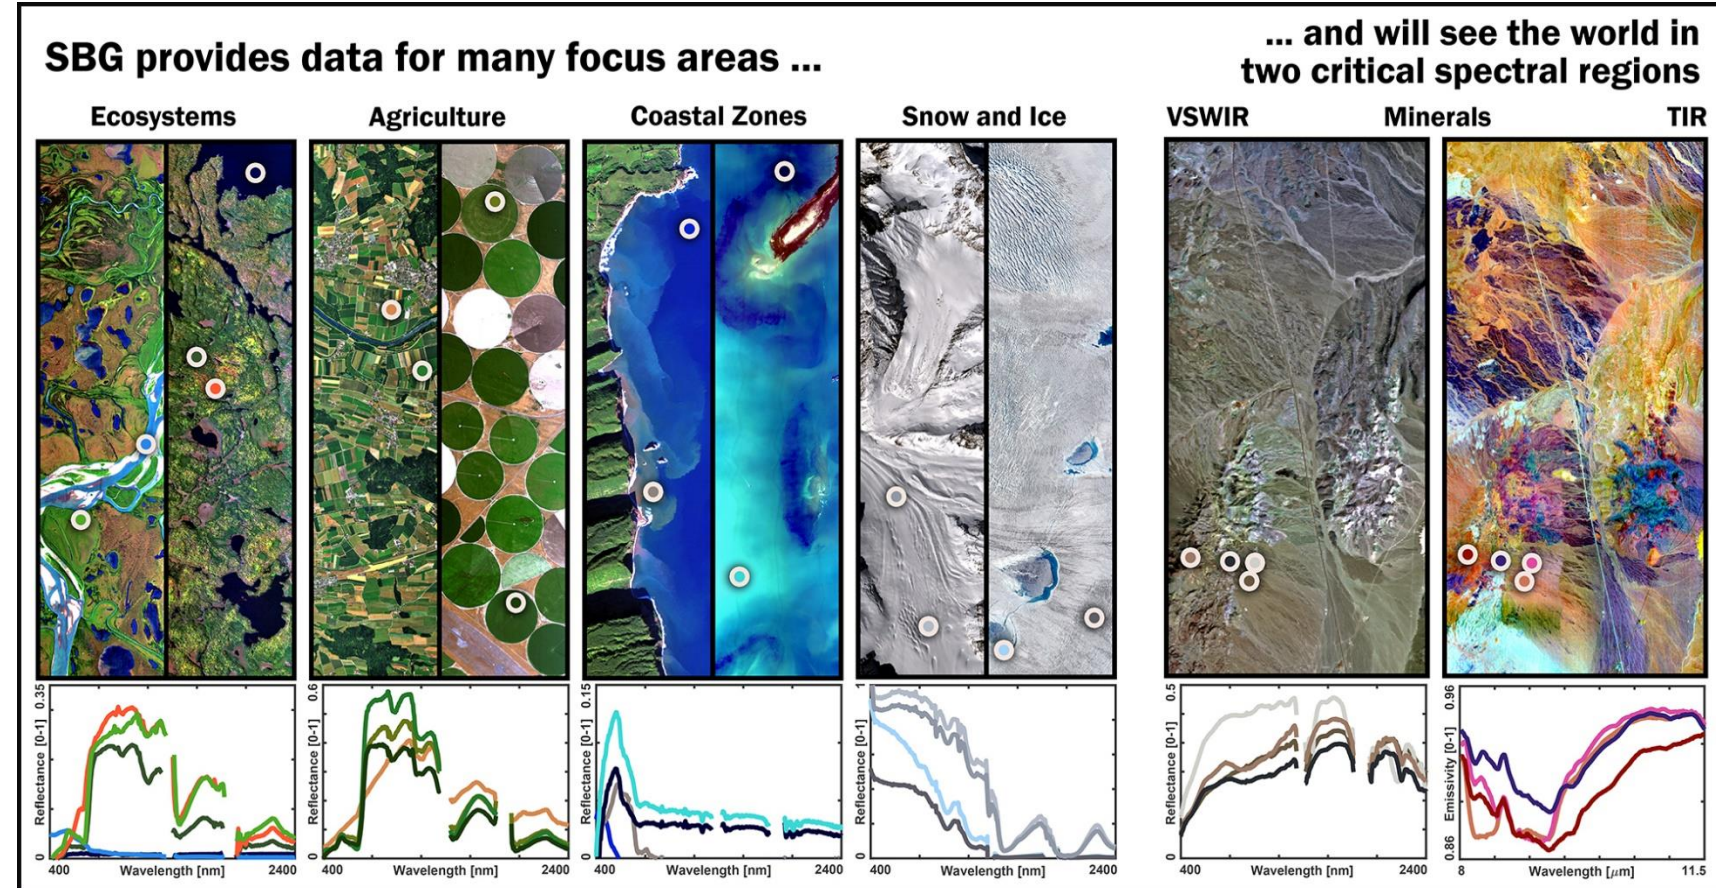 SBG provides data for many focus areas ...
... and will see the world in
two critical spectral regions
Ecosystems
Agriculture
Coastal Zones
Snow and Ice
VSWIR
Minerals
TIR
0.35
Reflectance [0-1]
0
400
Wavelength [nm]
2400
0.6
Reflectance [0-1]
0
400
Wavelength [nm]
2400
0.15
Reflectance [0-1]
0
400
Wavelength [nm]
2400
1
Reflectance [0-1]
0
400
Wavelength [nm]
2400
0.5
Reflectance [0-1]
0
400
Wavelength [nm]
2400
0.96
Emissivity [0-1]
0.86
8
Wavelength [μm]
11.5